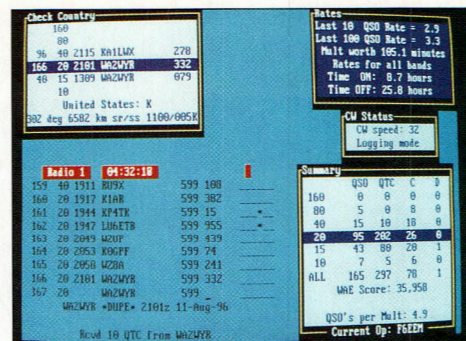 Check Country
160
80
96 40 2115 KA1LWX 278
166 20 2101 WA2WYR 332
40 15 1309 WA2WYR 079
10
United States: K
302 deg 6582 km sr/ss 1100/005K
Rates
Last 10 QSO Rate = 2.9
Last 100 QSO Rate = 3.3
Mult worth 105.1 minutes
Rates for all bands
Time ON: 8.7 hours
Time OFF: 25.8 hours
CW Status
CW speed: 32
Logging mode
Radio 1 04:32:18
159 40 1911 RU9X 599 108
160 20 1917 K1AR 599 382
161 20 1944 KP4TK 599 15 *
162 20 1947 LU6ETB 599 955 *
163 20 2049 W2UP 599 439
164 20 2053 K0GPF 599 74
165 20 2058 WZ8A 599 241
166 20 2101 WA2WYR 599 332
167 20 WA2WYR 599 _
WA2WYR *DUPE* 2101z 11-Aug-96
Rcvd 10 QTC from WA2WYR
Summary
QSO QTC C D
160 0 0 0 0
80 5 0 8 0
40 15 10 18 0
20 95 202 26 0
15 43 80 20 1
10 7 5 6 0
ALL 165 297 78 1
WAE Score: 35,958
QSO's per Mult: 4.9
Current Op: F6EEM